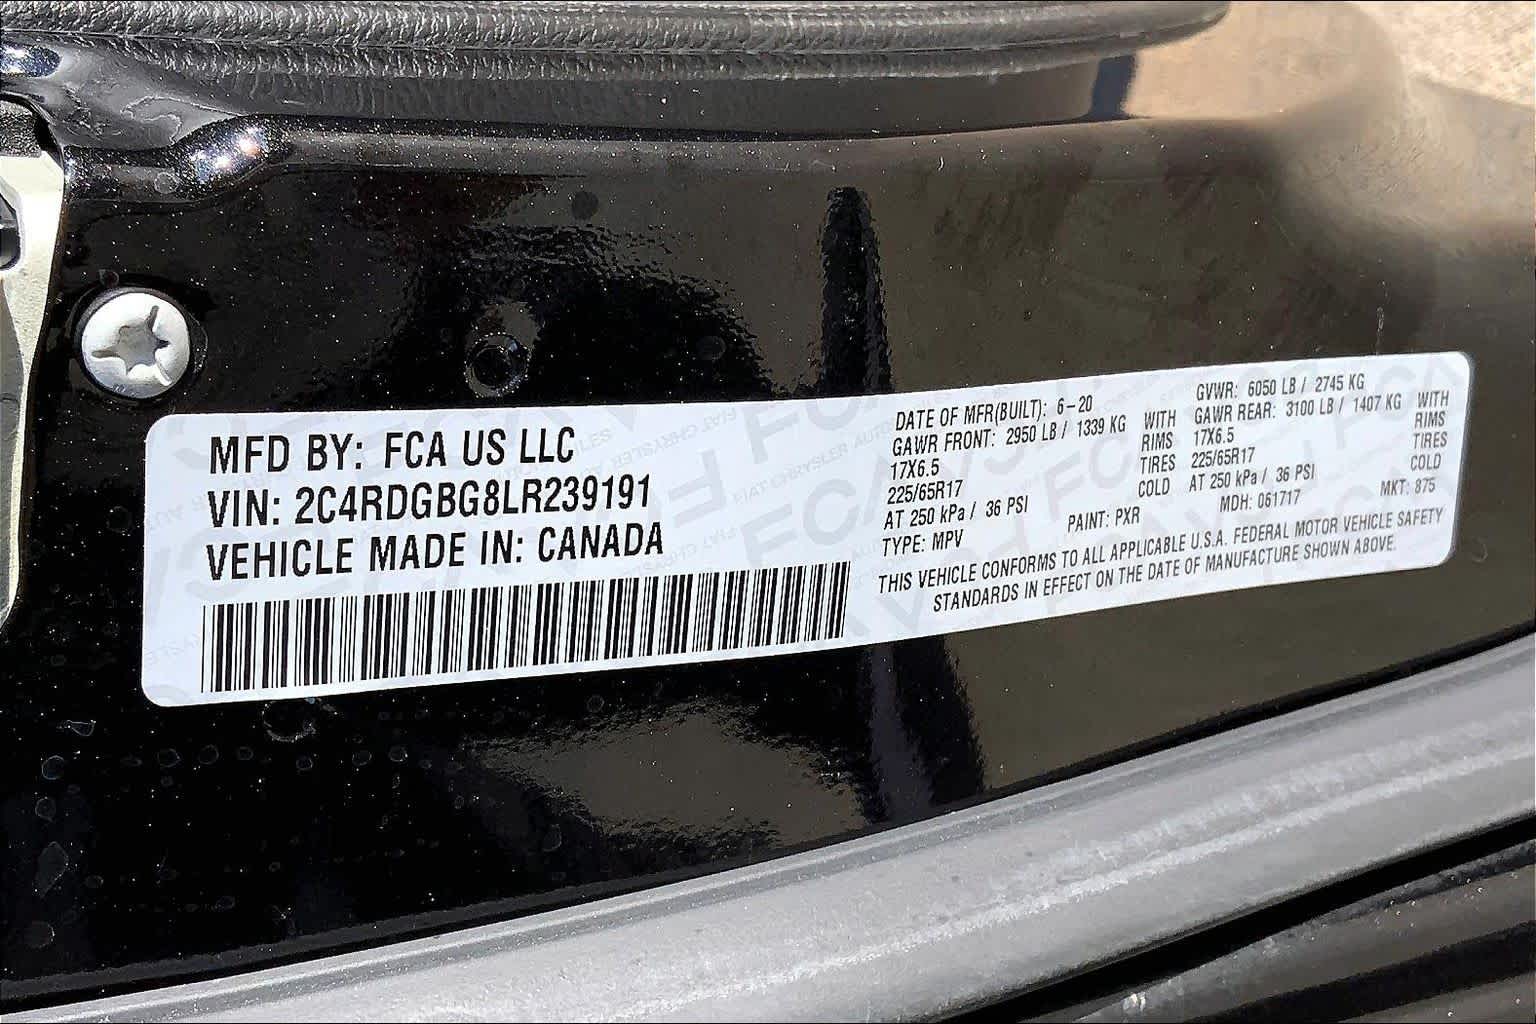 MFD BY: FCA US LLC
VIN: 2C4RDGBG8LR239191
VEHICLE MADE IN: CANADA
DATE OF MFR(BUILT): 6-20
GAWR FRONT: 2950 LB / 1339 KG WITH
17X6.5 RIMS
225/65R17 TIRES
AT 250 kPa / 36 PSI COLD
TYPE: MPV
PAINT: PXR
GVWR: 6050 LB / 2745 KG
GAWR REAR: 3100 LB / 1407 KG WITH
17X6.5 RIMS
225/65R17 TIRES
AT 250 kPa / 36 PSI COLD
MDH: 061717 MKT: 875
THIS VEHICLE CONFORMS TO ALL APPLICABLE U.S.A. FEDERAL MOTOR VEHICLE SAFETY
STANDARDS IN EFFECT ON THE DATE OF MANUFACTURE SHOWN ABOVE.